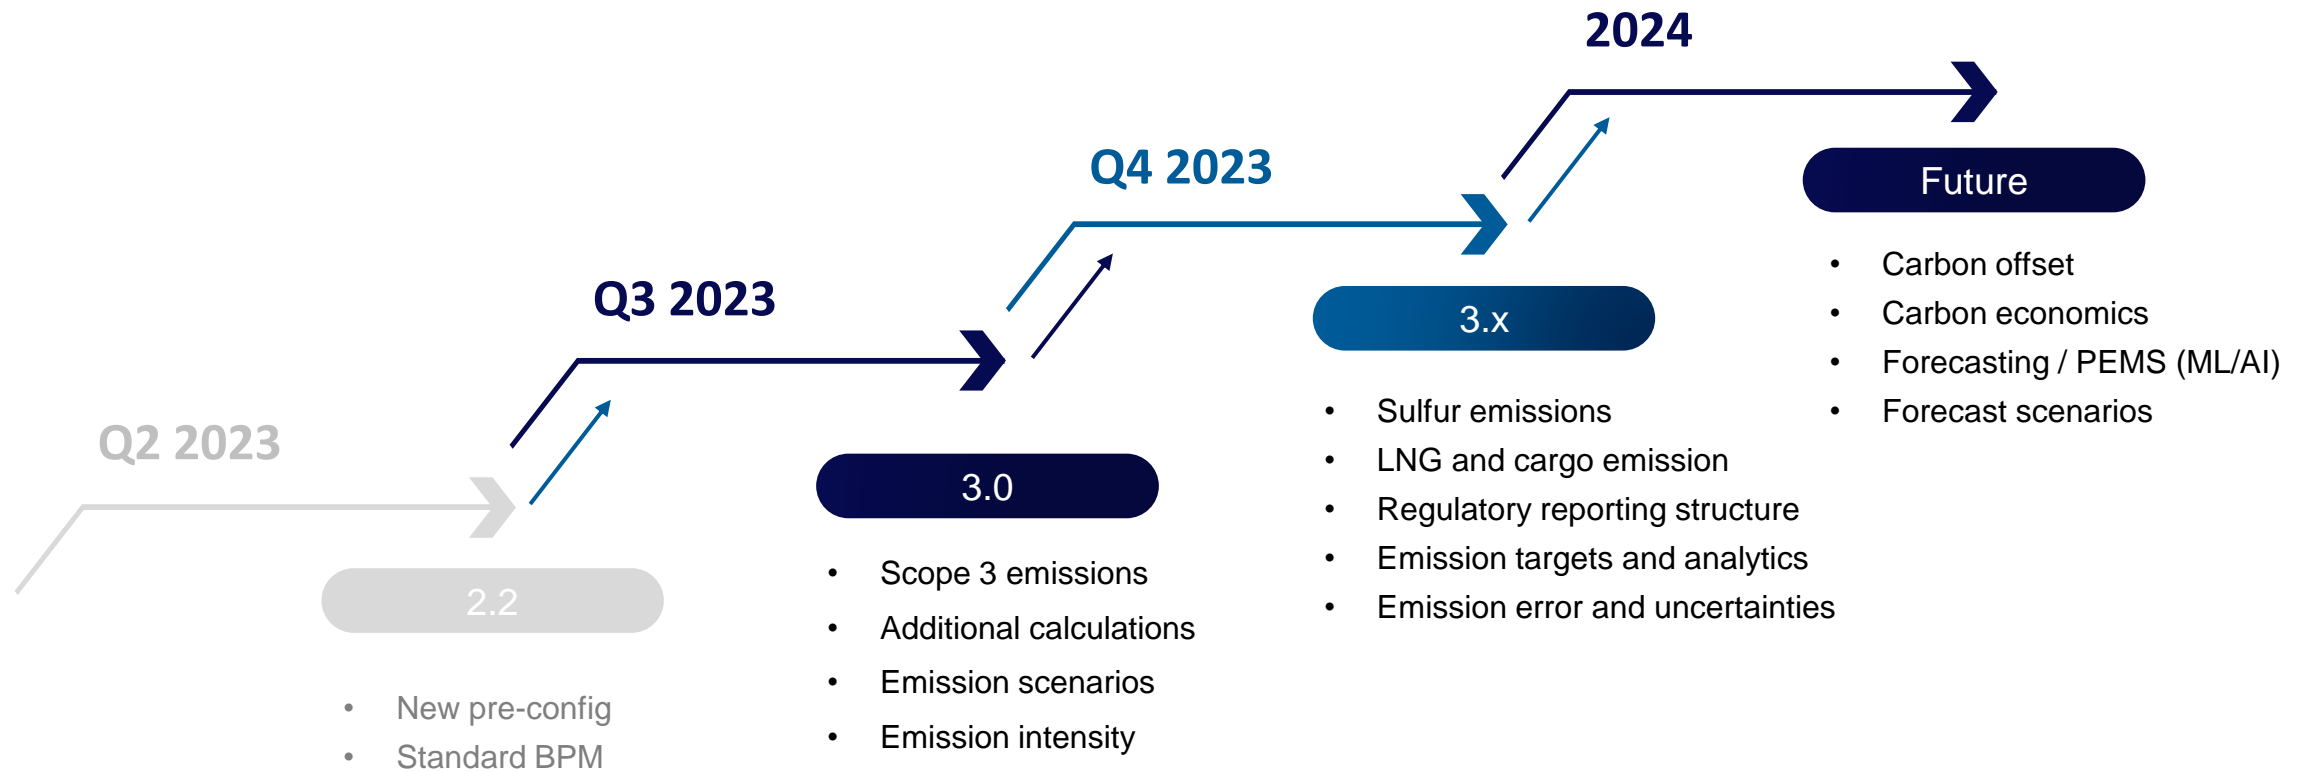 Q2 2023
2.2
• New pre-config
• Standard BPM
Q3 2023
3.0
• Scope 3 emissions
• Additional calculations
• Emission scenarios
• Emission intensity
Q4 2023
3.x
• Sulfur emissions
• LNG and cargo emission
• Regulatory reporting structure
• Emission targets and analytics
• Emission error and uncertainties
2024
Future
• Carbon offset
• Carbon economics
• Forecasting / PEMS (ML/AI)
• Forecast scenarios